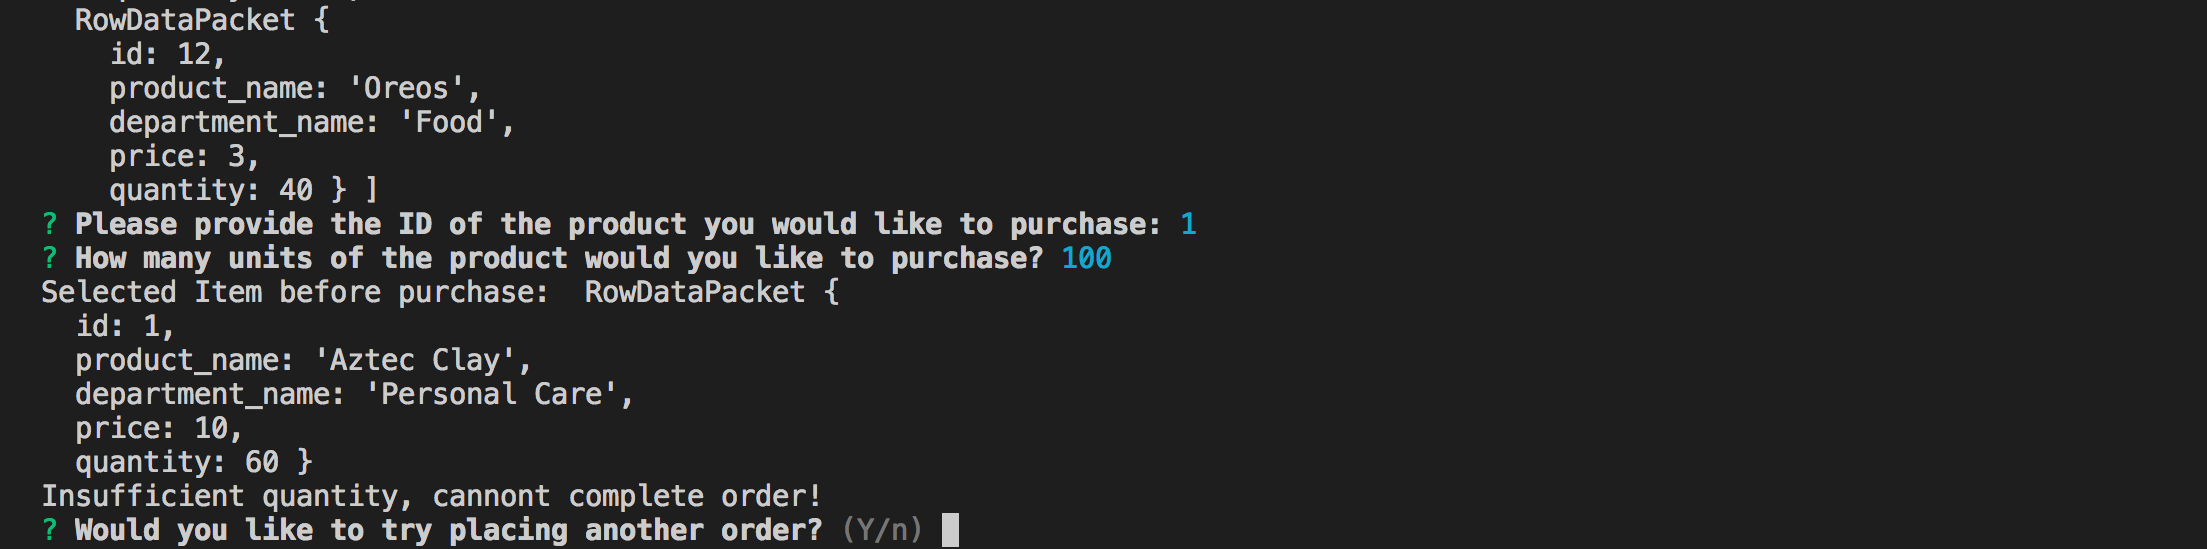 RowDataPacket {
id: 12,
product_name: 'Oreos',
department_name: 'Food',
price: 3,
quantity: 40 } ]
? Please provide the ID of the product you would like to purchase: 1
? How many units of the product would you like to purchase? 100
Selected Item before purchase:  RowDataPacket {
id: 1,
product_name: 'Aztec Clay',
department_name: 'Personal Care',
price: 10,
quantity: 60 }
Insufficient quantity, cannont complete order!
? Would you like to try placing another order? (Y/n)